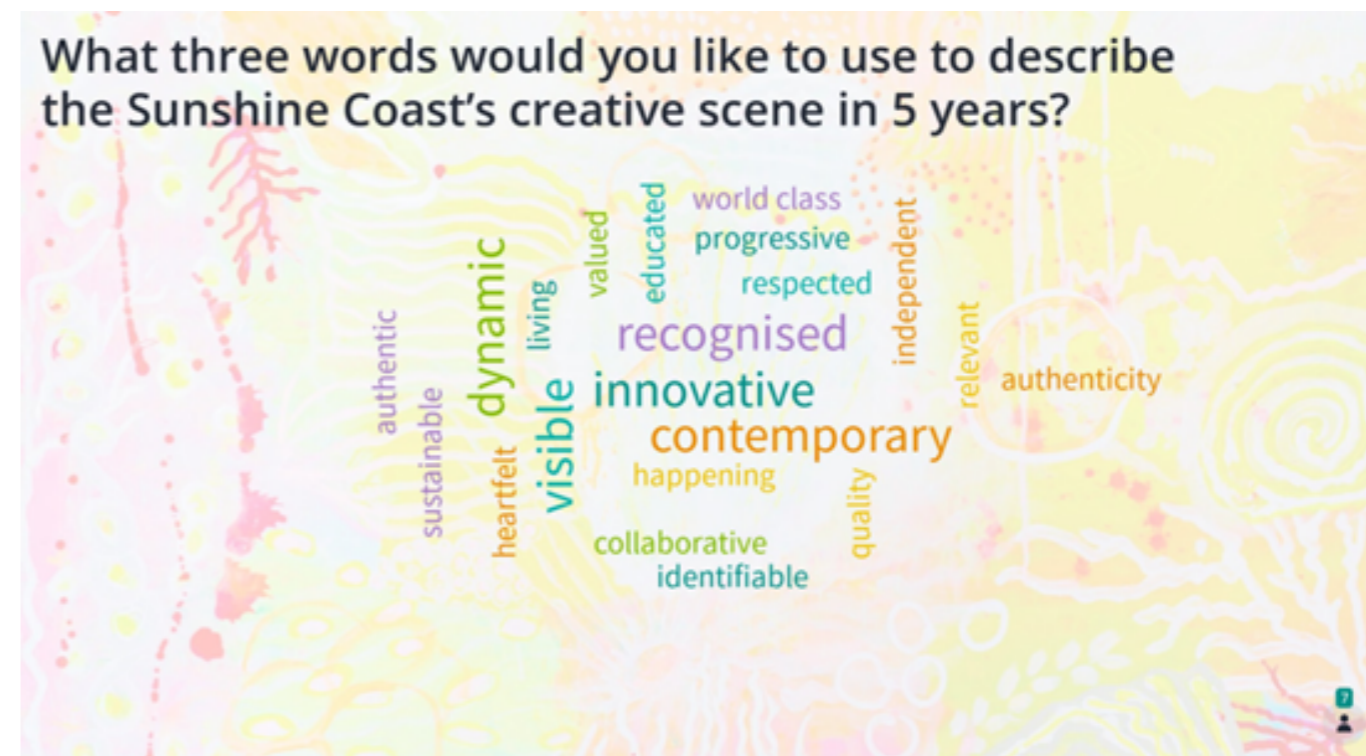 What three words would you like to use to describe
the Sunshine Coast's creative scene in 5 years?
world class
educated
valued
progressive
independent
dynamic
respected
living
authentic
recognised
relevant
innovative
authenticity
visible
sustainable
contemporary
heartfelt
happening
quality
collaborative
identifiable
7